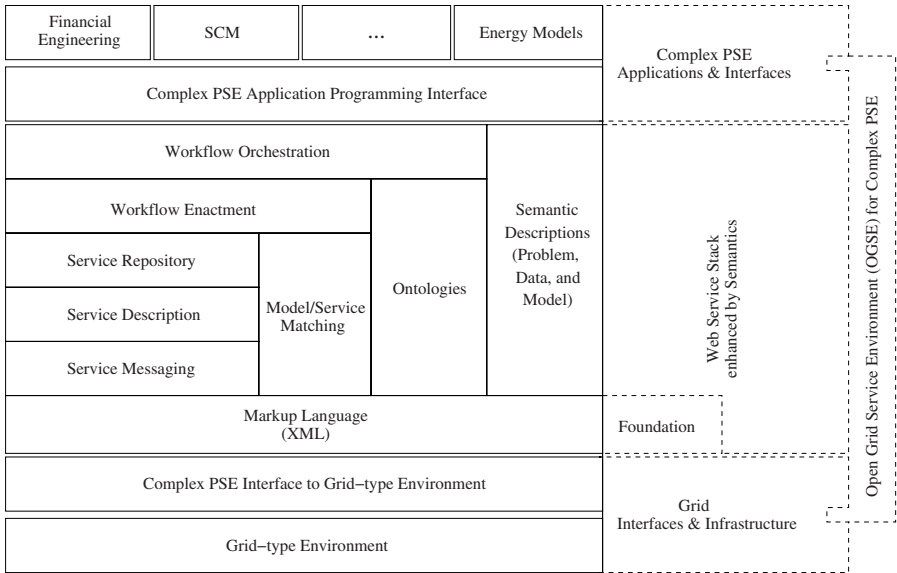 Financial
Engineering
SCM
...
Energy Models
Complex PSE
Applications & Interfaces
Complex PSE Application Programming Interface
Workflow Orchestration
Workflow Enactment
Service Repository
Service Description
Service Messaging
Model/Service
Matching
Ontologies
Semantic
Descriptions
(Problem,
Data, and
Model)
Web Service Stack
enhanced by Semantics
Open Grid Service Environment (OGSE) for Complex PSE
Markup Language
(XML)
Foundation
Complex PSE Interface to Grid−type Environment
Grid
Interfaces & Infrastructure
Grid−type Environment